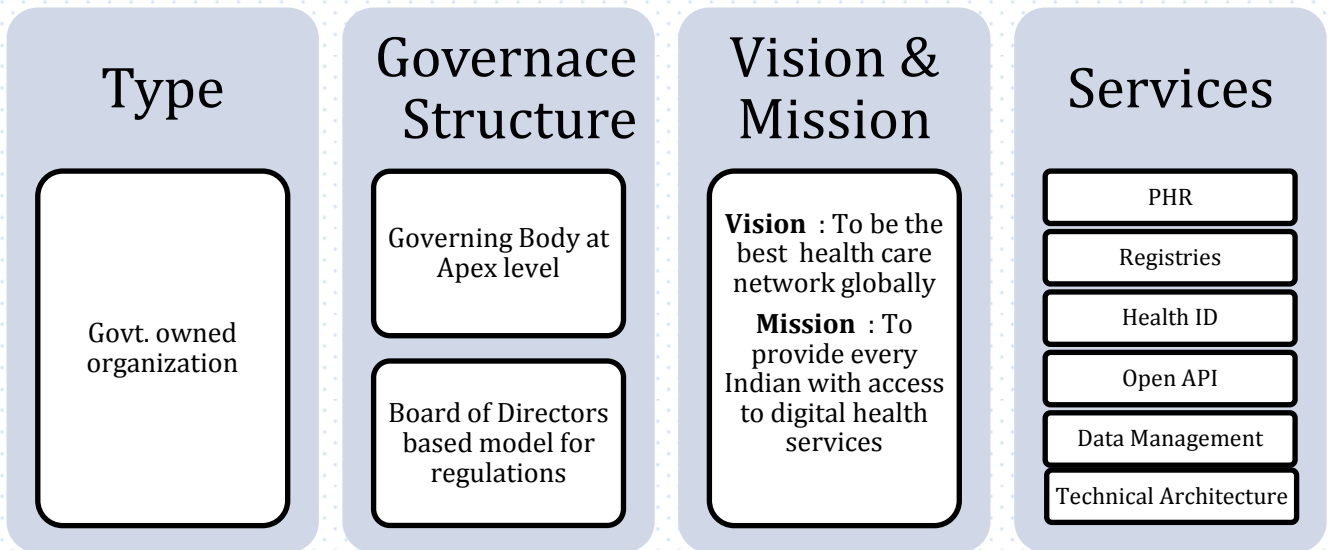 Type
Govt. owned
organization
Governace
Structure
Governing Body at
Apex level
Board of Directors
based model for
regulations
Vision &
Mission
Vision : To be the
best health care
network globally
Mission : To
provide every
Indian with access
to digital health
services
Services
PHR
Registries
Health ID
Open API
Data Management
Technical Architecture